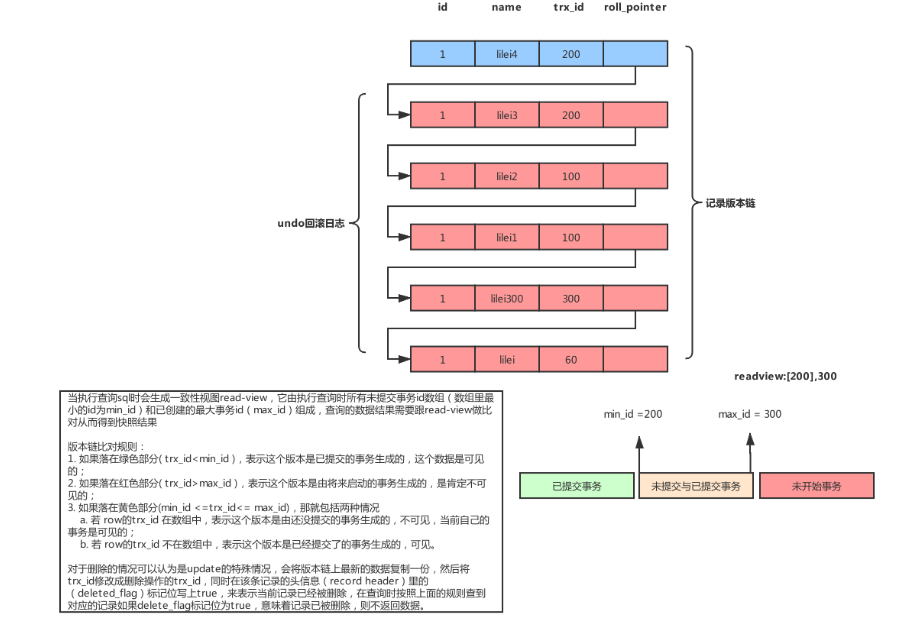 id name trx_id roll_pointer
1 lilei4 200
1 lilei3 200
1 lilei2 100
undo回滚日志
记录版本链
1 lilei1 100
1 lilei300 300
1 lilei 60
readview:[200],300
min_id =200 max_id = 300
已提交事务 未提交与已提交事务 未开始事务
当执行查询sql时会生成一致性视图read-view，它由执行查询时所有未提交事务id数组（数组里最
小的id为min_id）和已创建的最大事务id（max_id）组成，查询的数据结果需要跟read-view做比
对从而得到快照结果
版本链比对规则：
1. 如果落在绿色部分( trx_id<min_id )，表示这个版本是已提交的事务生成的，这个数据是可见
的；
2. 如果落在红色部分( trx_id>max_id )，表示这个版本是由将来启动的事务生成的，是肯定不可
见的；
3. 如果落在黄色部分(min_id <=trx_id<= max_id)，那就包括两种情况
a. 若 row的trx_id 在数组中，表示这个版本是由还没提交的事务生成的，不可见，当前自己的
事务是可见的；
b. 若 row的trx_id 不在数组中，表示这个版本是已经提交了的事务生成的，可见。
对于删除的情况可以认为是update的特殊情况，会将版本链上最新的数据复制一份，然后将
trx_id修改成删除操作的trx_id，同时在该条记录的头信息（record header）里的
（deleted_flag）标记位写上true，来表示当前记录已经被删除，在查询时按照上面的规则查到
对应的记录如果delete_flag标记位为true，意味着记录已被删除，则不返回数据。